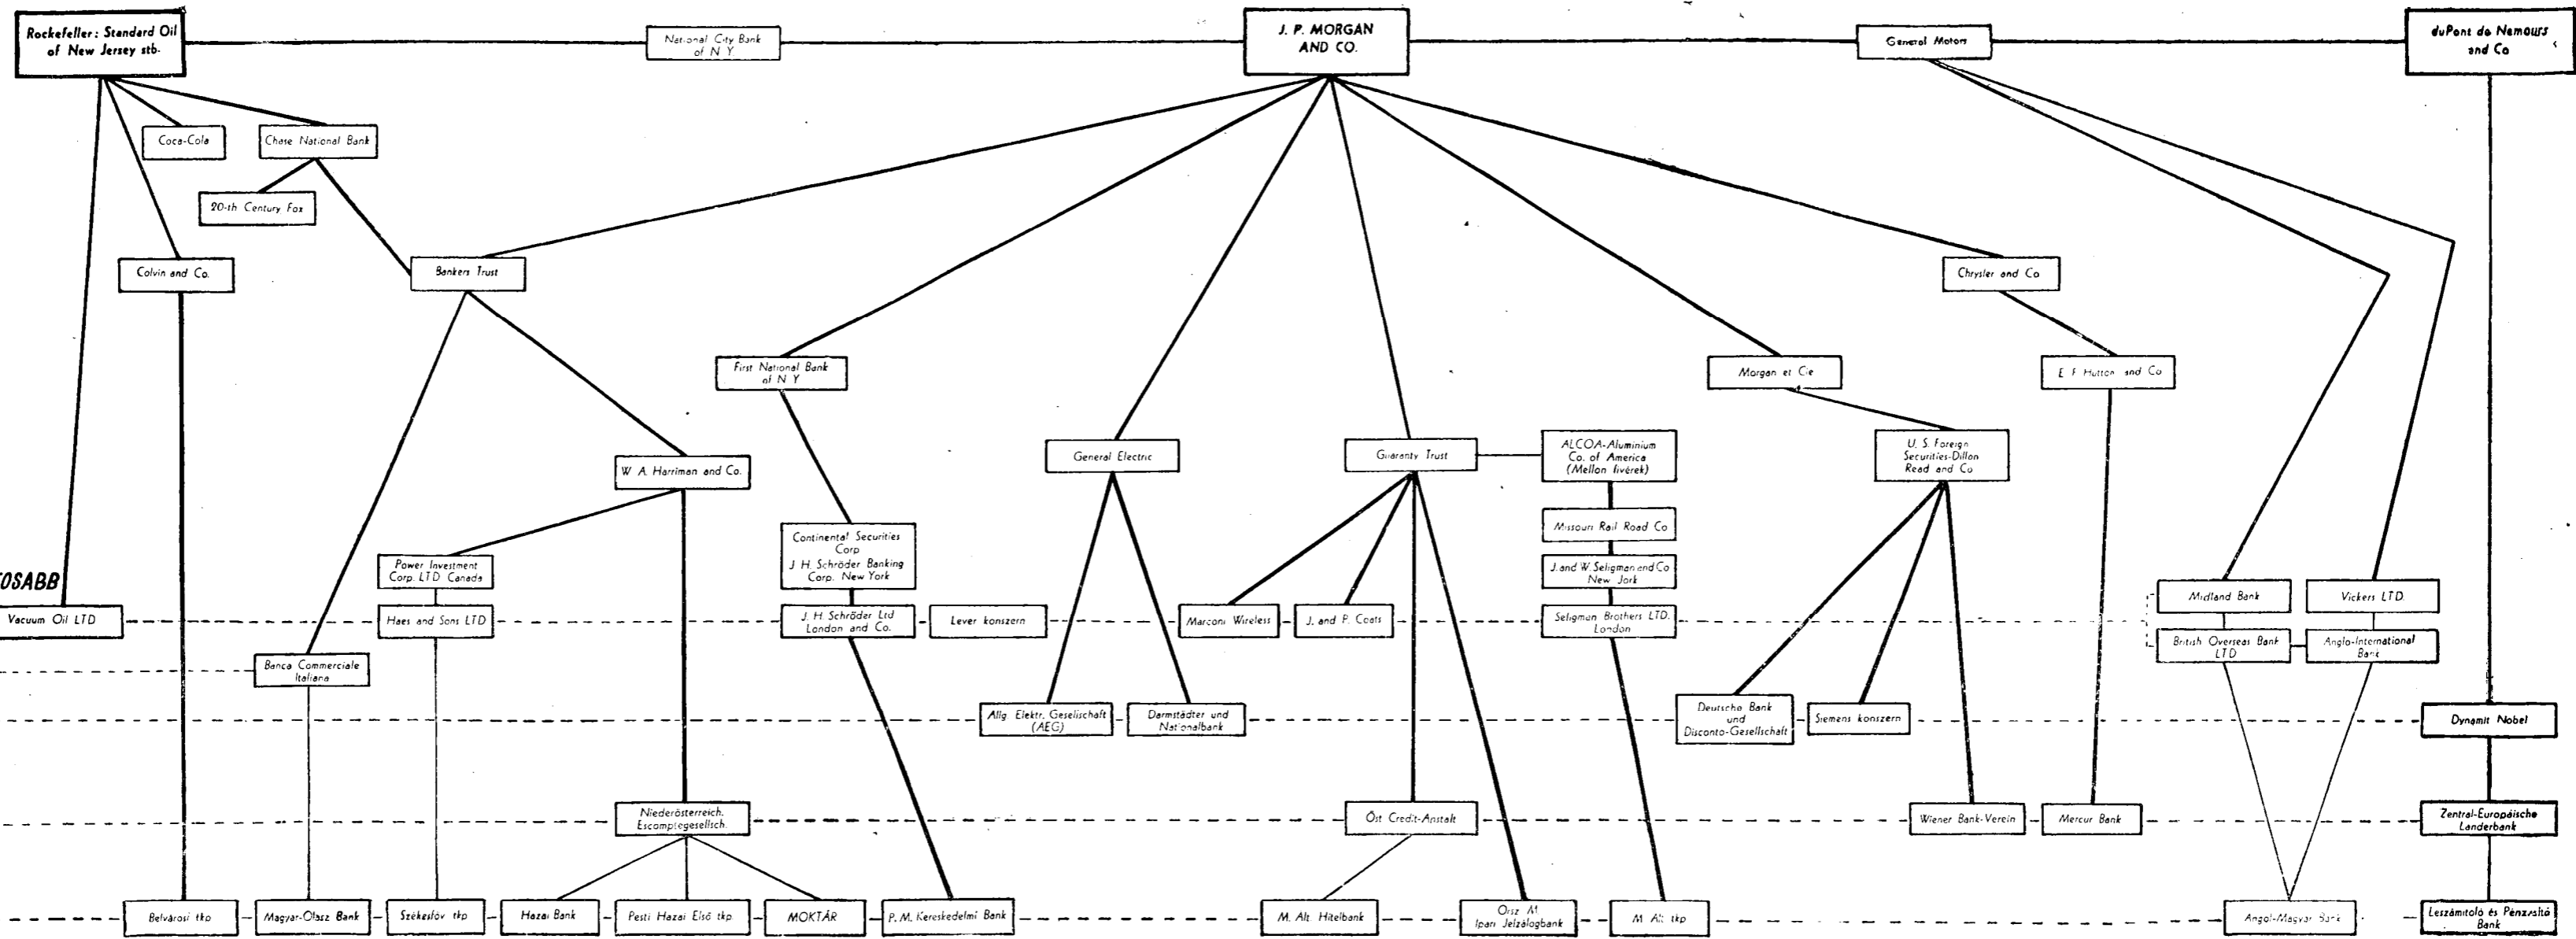 Rockefeller: Standard Oil
of New Jersey stb.
National City Bank
of N Y.
J. P. MORGAN
AND CO.
General Motors
duPont de Nemours
and Co
Coca-Cola
Chase National Bank
20-th Century Fox
Colvin and Co.
Bankers Trust
Chrysler and Co
First National Bank
of N Y
Morgan et Cie
E F Hutton and Co
W A. Harriman and Co.
General Electric
Guaranty Trust
ALCOA-Aluminium
Co. of America
(Mellon fivérek)
U. S. Foreign
Securities-Dillon
Read and Co
Missouri Rail Road Co
Continental Securities
Corp
J H. Schröder Banking
Corp. New York
Power Investment
Corp. LTD Canada
J. and W. Seligman and Co
New Jork
OSABB
Vacuum Oil LTD
Haes and Sons LTD
J. H. Schröder Ltd
London and Co.
Lever konszern
Marconi Wireless
J. and P. Coats
Seligman Brothers LTD.
London
Midland Bank
Vickers LTD.
British Overseas Bank
LTD
Anglo-International
Bank
Banca Commerciale
Italiana
Allg. Elektr. Geselischaft
(AEG)
Darmstädter und
Nationalbank
Deutsche Bank
und
Disconto-Gesellschaft
Siemens konszern
Dynamit Nobel
Niederösterreich.
Escomptegesellsch.
Öst Credit-Anstalt
Wiener Bank-Verein
Mercur Bank
Zentral-Europäische
Landerbank
Belvárosi tkp
Magyar-Olasz Bank
Székesföv tkp
Hazai Bank
Pesti Hazai Első tkp
MOKTÁR
P. M. Kereskedelmi Bank
M. Ált. Hitelbank
Orsz M.
Ipari Jelzálogbank
M Ált tkp
Angol-Magyar Bank
Leszámitoló és Pénzváltó
Bank